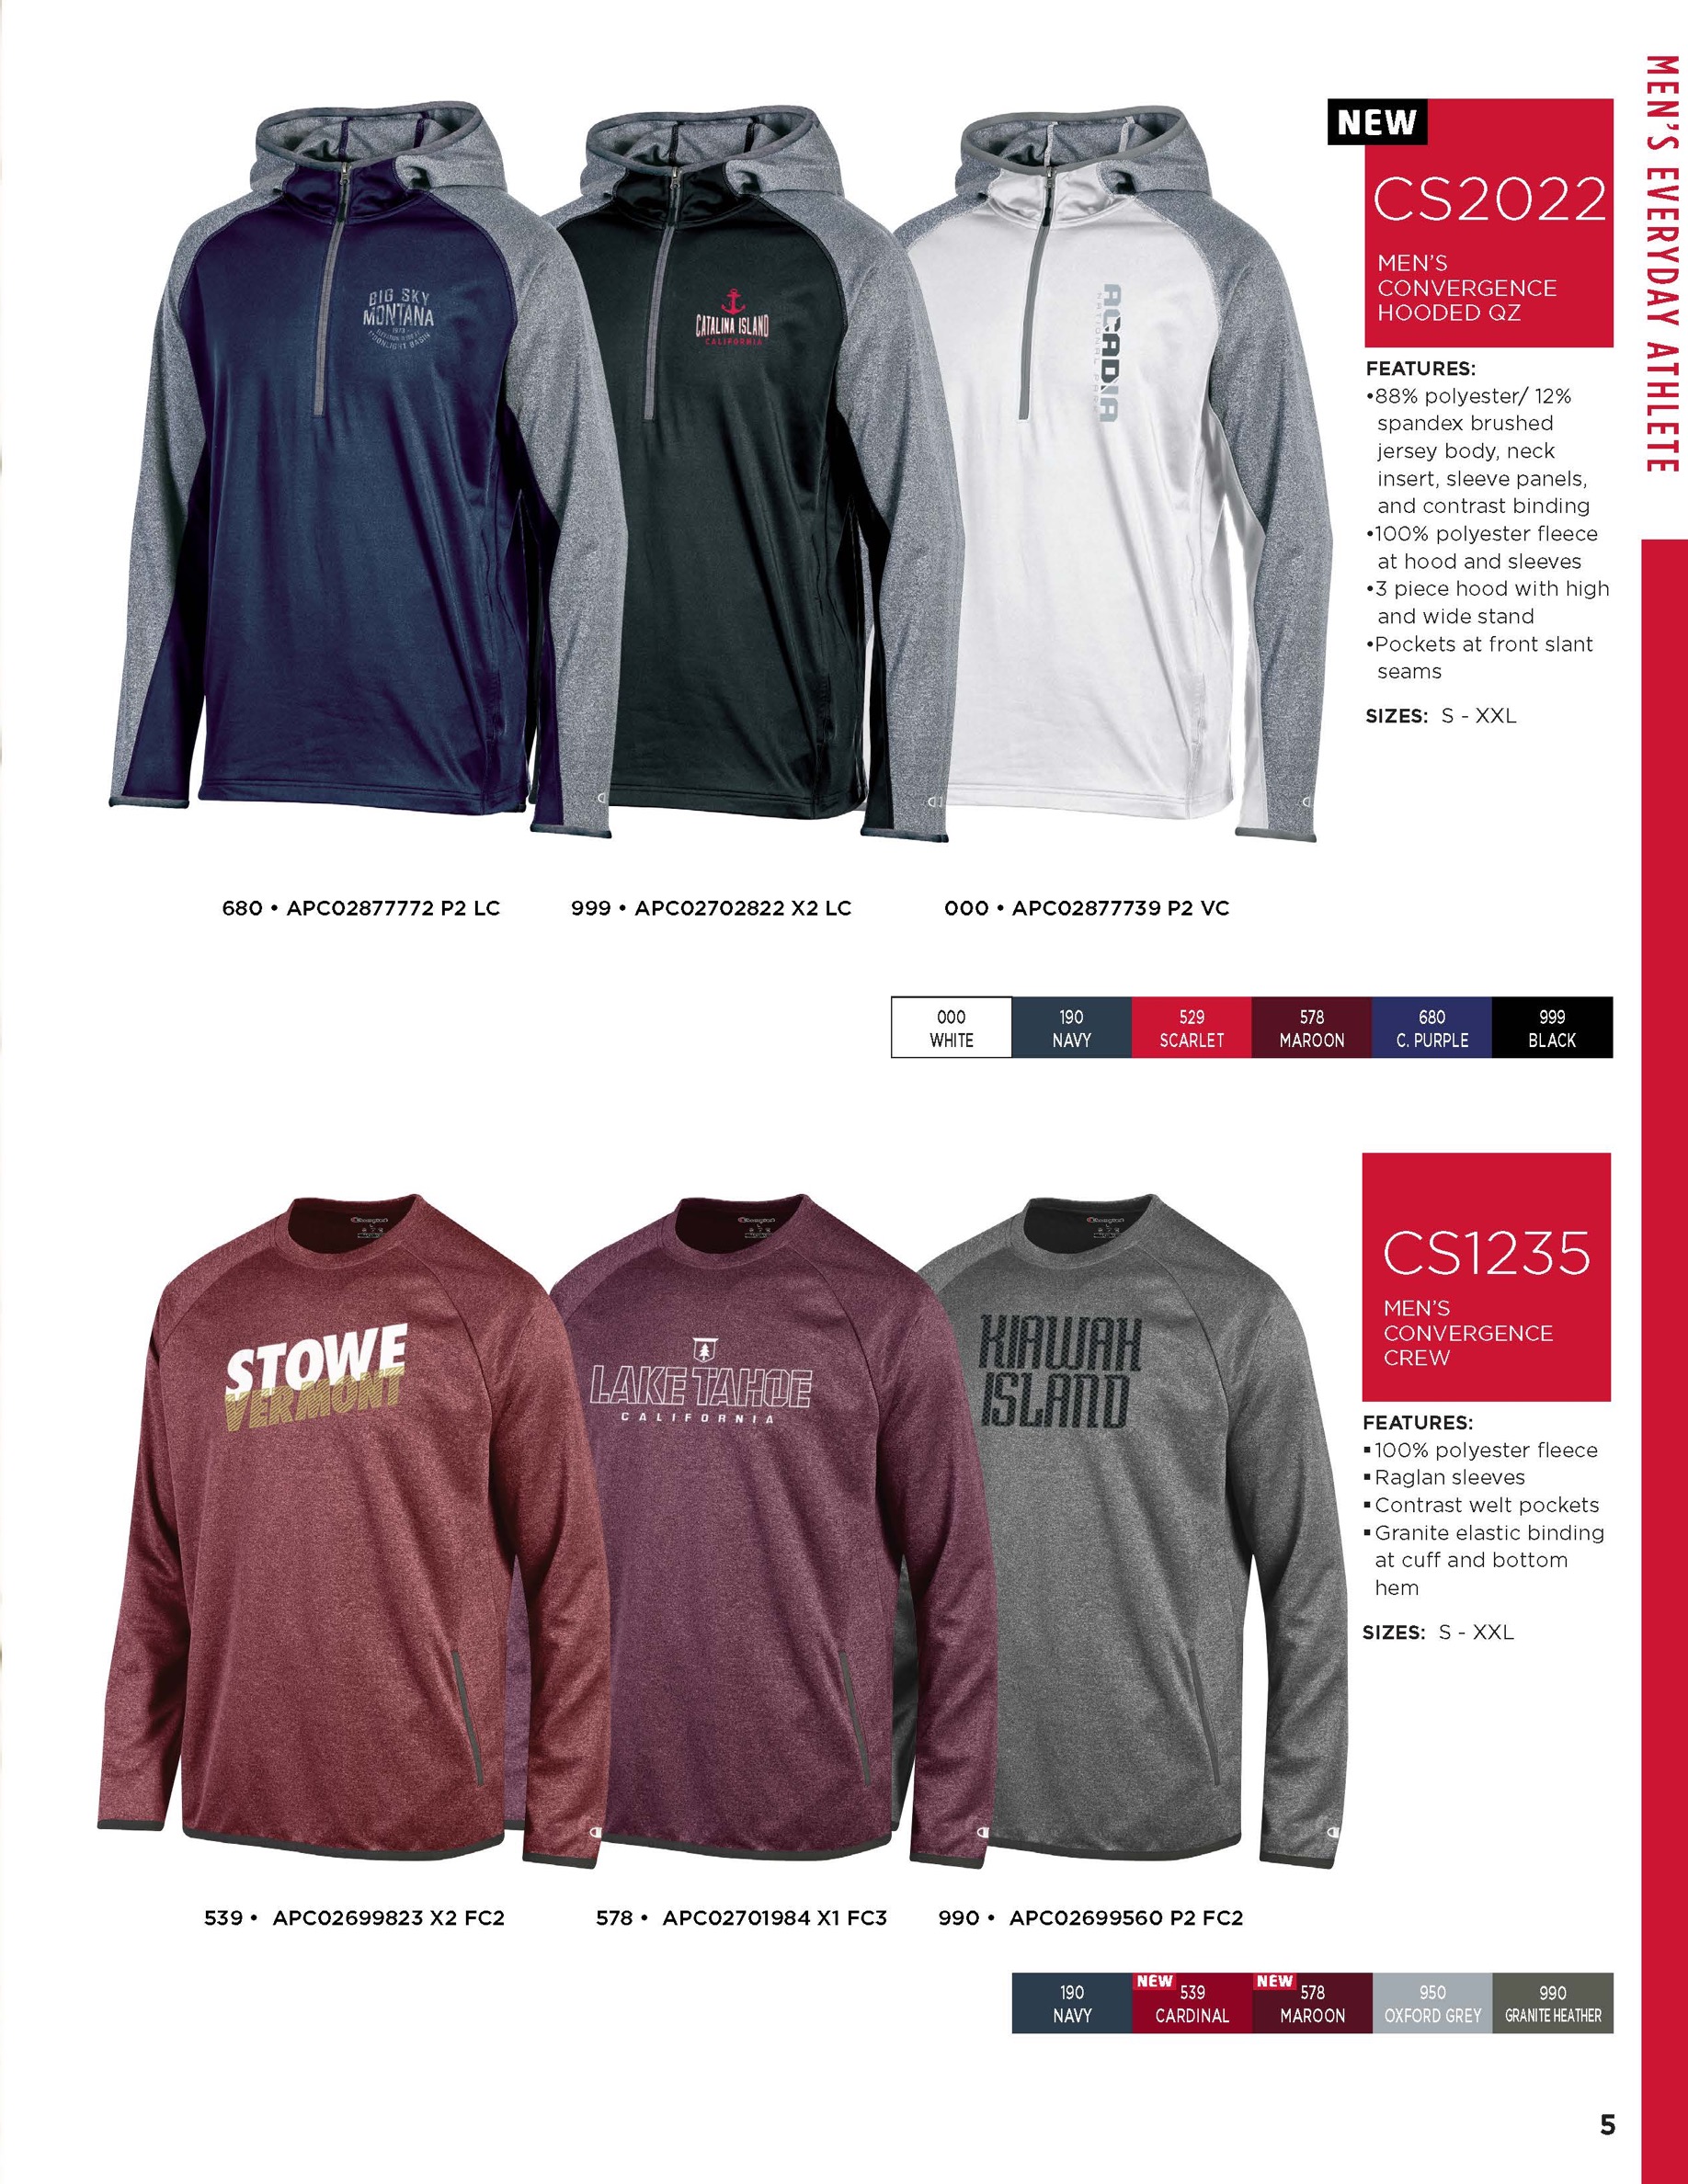 MEN'S EVERYDAY ATHLETE
NEW
CS2022
MEN'S
CONVERGENCE
HOODED QZ
FEATURES:
•88% polyester/ 12%
spandex brushed
jersey body, neck
insert, sleeve panels,
and contrast binding
•100% polyester fleece
at hood and sleeves
•3 piece hood with high
and wide stand
•Pockets at front slant
seams
SIZES: S - XXL
BIG SKY
MONTANA
1973
MOONLIGHT BASIN
CATALINA ISLAND
CALIFORNIA
ACADIA
NATIONAL PARK
680 • APC02877772 P2 LC
999 • APC02702822 X2 LC
000 • APC02877739 P2 VC
000
WHITE
190
NAVY
529
SCARLET
578
MAROON
680
C. PURPLE
999
BLACK
CS1235
MEN'S
CONVERGENCE
CREW
FEATURES:
▪100% polyester fleece
▪Raglan sleeves
▪Contrast welt pockets
▪Granite elastic binding
at cuff and bottom
hem
SIZES: S - XXL
Champion
STOWE
VERMONT
Champion
LAKE TAHOE
CALIFORNIA
Champion
KIAWAH
ISLAND
539 • APC02699823 X2 FC2
578 • APC02701984 X1 FC3
990 • APC02699560 P2 FC2
190
NAVY
NEW
539
CARDINAL
NEW
578
MAROON
950
OXFORD GREY
990
GRANITE HEATHER
5